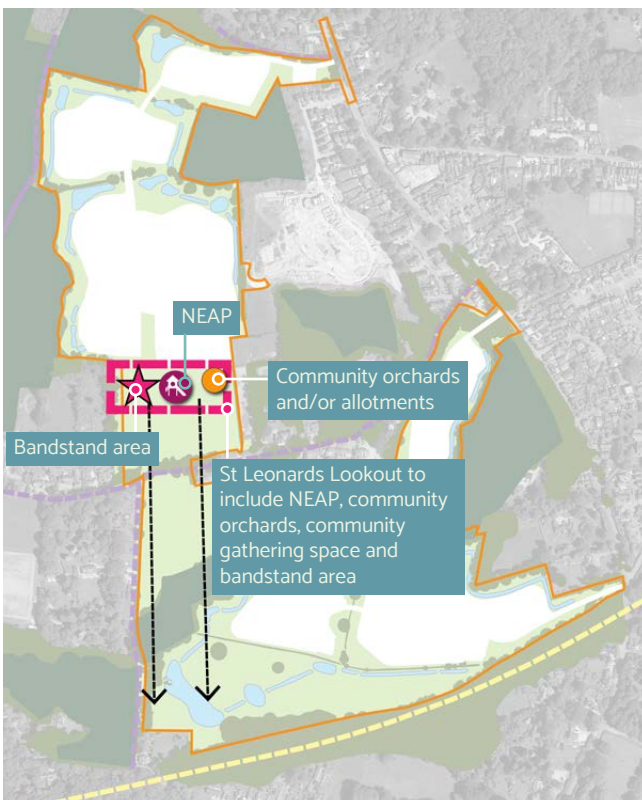 NEAP
Community orchards
and/or allotments
Bandstand area
St Leonards Lookout to
include NEAP, community
orchards, community
gathering space and
bandstand area